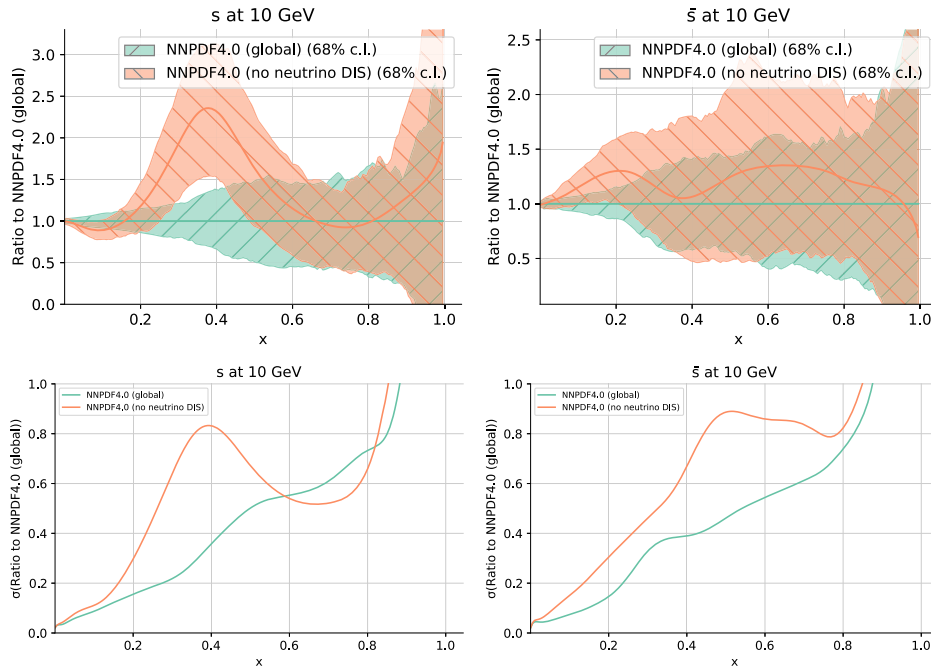 s at 10 GeV
NNPDF4.0 (global) (68% c.l.)
NNPDF4.0 (no neutrino DIS) (68% c.l.)
Ratio to NNPDF4.0 (global)
3.0
2.5
2.0
1.5
1.0
0.5
0.0
0.2 0.4 0.6 0.8 1.0
x
s̄ at 10 GeV
NNPDF4.0 (global) (68% c.l.)
NNPDF4.0 (no neutrino DIS) (68% c.l.)
Ratio to NNPDF4.0 (global)
2.5
2.0
1.5
1.0
0.5
0.2 0.4 0.6 0.8 1.0
x
s at 10 GeV
NNPDF4.0 (global)
NNPDF4.0 (no neutrino DIS)
σ(Ratio to NNPDF4.0 (global))
1.0
0.8
0.6
0.4
0.2
0.0
0.2 0.4 0.6 0.8 1.0
x
s̄ at 10 GeV
NNPDF4.0 (global)
NNPDF4.0 (no neutrino DIS)
σ(Ratio to NNPDF4.0 (global))
1.0
0.8
0.6
0.4
0.2
0.0
0.2 0.4 0.6 0.8 1.0
x